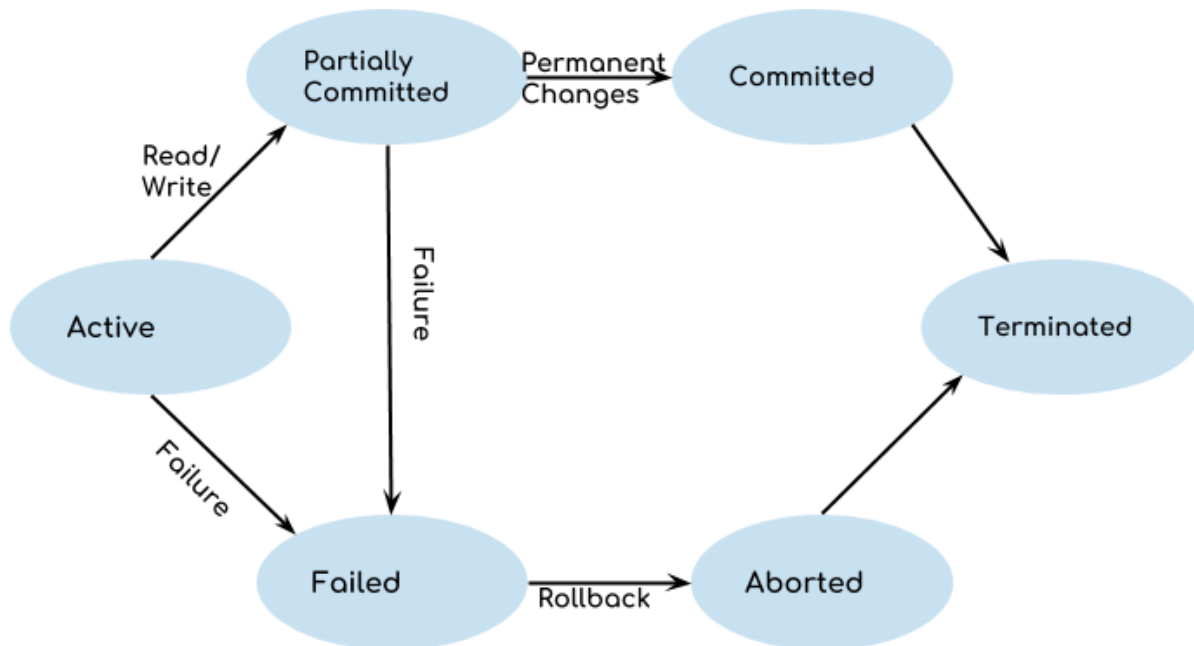 Partially
Committed
Permanent
Changes
Committed
Read/
Write
Failure
Active
Terminated
Failure
Failed
Rollback
Aborted